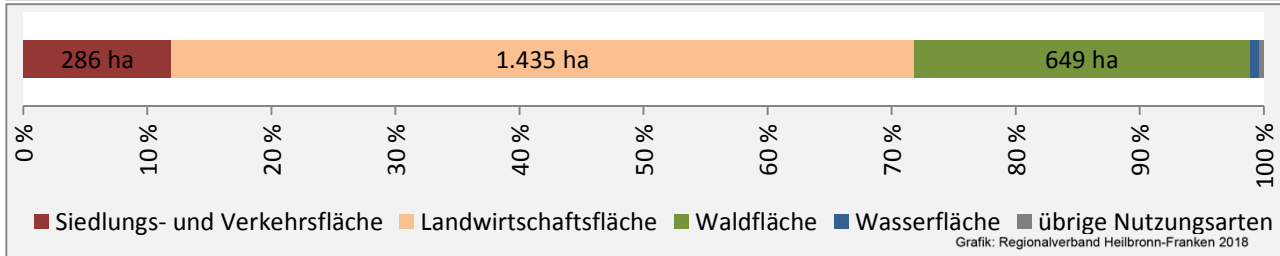 286 ha 1.435 ha 649 ha
0 % 10 % 20 % 30 % 40 % 50 % 60 % 70 % 80 % 90 % 100 %
Siedlungs- und Verkehrsfläche Landwirtschaftsfläche Waldfläche Wasserfläche übrige Nutzungsarten
Grafik: Regionalverband Heilbronn-Franken 2018